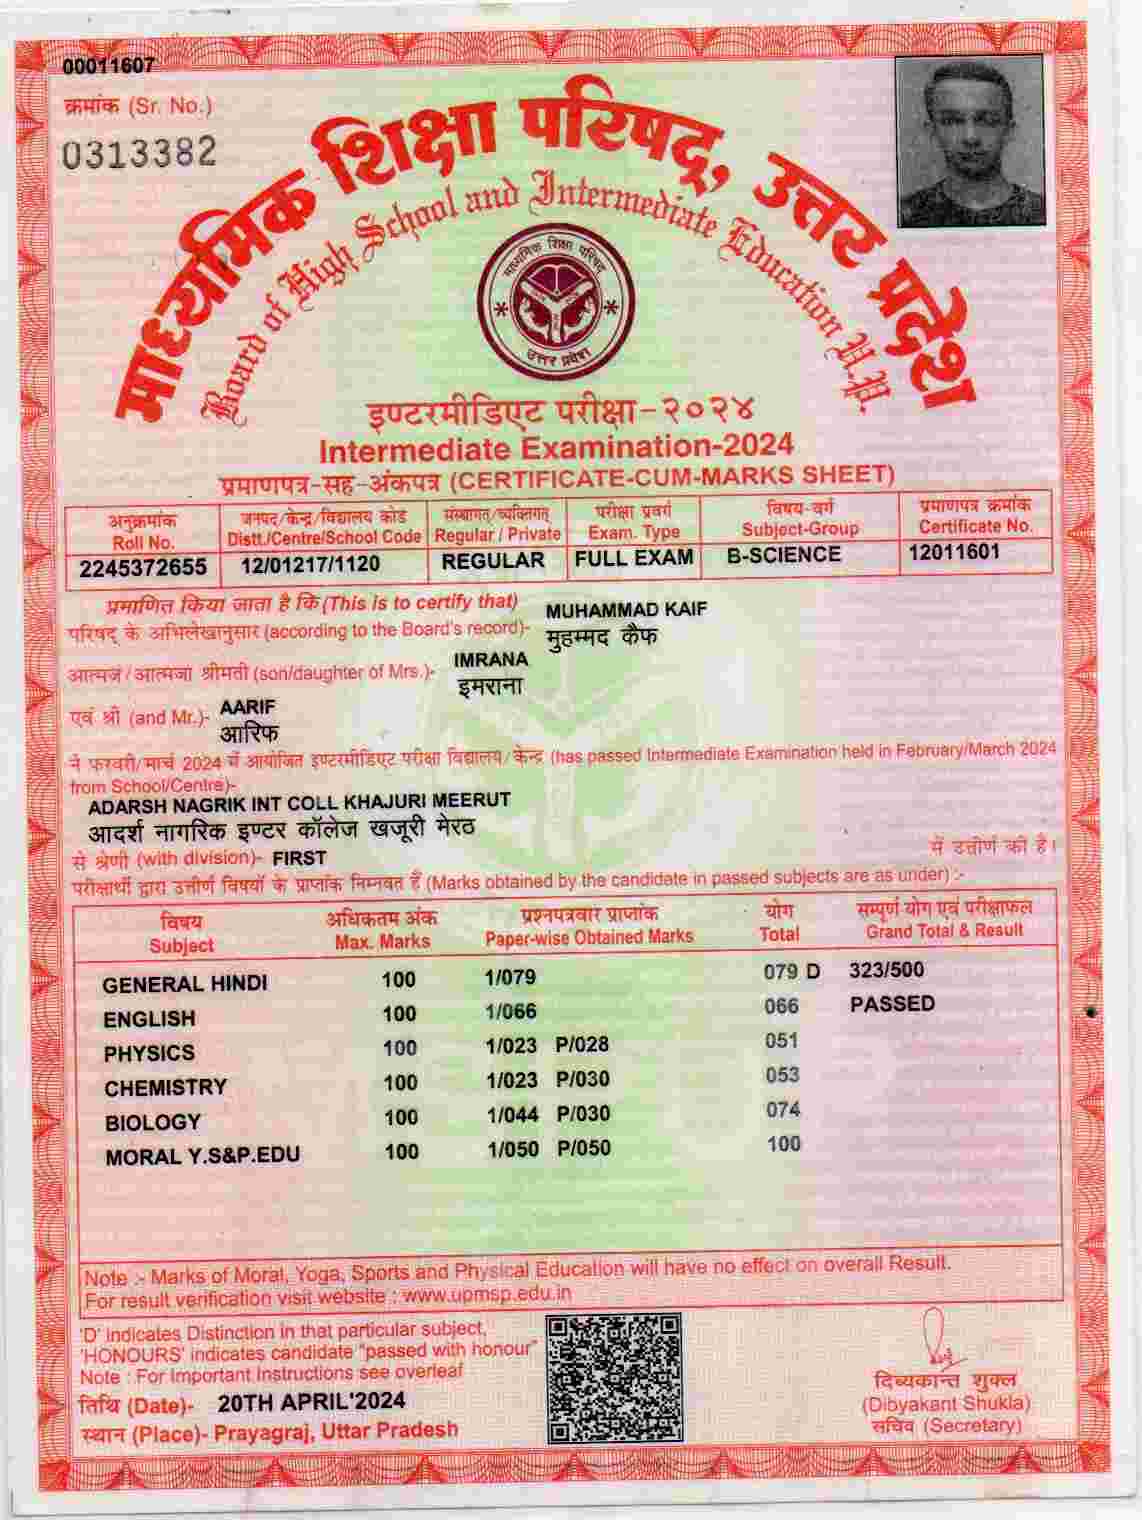 00011607
क्रमांक (Sr. No.)
0313382
माध्यमिक शिक्षा परिषद्, उत्तर प्रदेश
Board of High School and Intermediate Education U.P.
माध्यमिक शिक्षा परिषद
उत्तर प्रदेश
इण्टरमीडिएट परीक्षा-२०२४
Intermediate Examination-2024
प्रमाणपत्र-सह-अंकपत्र (CERTIFICATE-CUM-MARKS SHEET)
अनुक्रमांक जनपद/केन्द्र/विद्यालय कोड संस्थागत/व्यक्तिगत् परीक्षा प्रवर्ग विषय-वर्ग प्रमाणपत्र क्रमांक
Roll No. Distt./Centre/School Code Regular / Private Exam. Type Subject-Group Certificate No.
2245372655 12/01217/1120 REGULAR FULL EXAM B-SCIENCE 12011601
प्रमाणित किया जाता है कि (This is to certify that) MUHAMMAD KAIF
परिषद् के अभिलेखानुसार (according to the Board's record)- मुहम्मद कैफ
आत्मज/आत्मजा श्रीमती (son/daughter of Mrs.)- IMRANA
इमराना
एवं श्री (and Mr.)- AARIF
आरिफ
ने फरवरी/मार्च 2024 में आयोजित इण्टरमीडिएट परीक्षा विद्यालय/केन्द्र (has passed Intermediate Examination held in February/March 2024
from School/Centre)-
ADARSH NAGRIK INT COLL KHAJURI MEERUT
आदर्श नागरिक इण्टर कॉलेज खजूरी मेरठ
से श्रेणी (with division)- FIRST में उत्तीर्ण की है।
परीक्षार्थी द्वारा उत्तीर्ण विषयों के प्राप्तांक निम्नवत हैं (Marks obtained by the candidate in passed subjects are as under) :-
विषय अधिकतम अंक प्रश्नपत्रवार प्राप्तांक योग सम्पूर्ण योग एवं परीक्षाफल
Subject Max. Marks Paper-wise Obtained Marks Total Grand Total & Result
GENERAL HINDI 100 1/079 079 D 323/500
ENGLISH 100 1/066 066 PASSED
PHYSICS 100 1/023 P/028 051
CHEMISTRY 100 1/023 P/030 053
BIOLOGY 100 1/044 P/030 074
MORAL Y.S&P.EDU 100 1/050 P/050 100
Note :- Marks of Moral, Yoga, Sports and Physical Education will have no effect on overall Result.
For result verification visit website : www.upmsp.edu.in
'D' indicates Distinction in that particular subject,
'HONOURS' indicates candidate "passed with honour"
Note : For Important Instructions see overleaf
तिथि (Date)- 20TH APRIL'2024
स्थान (Place)- Prayagraj, Uttar Pradesh
दिब्यकान्त शुक्ल
(Dibyakant Shukla)
सचिव (Secretary)